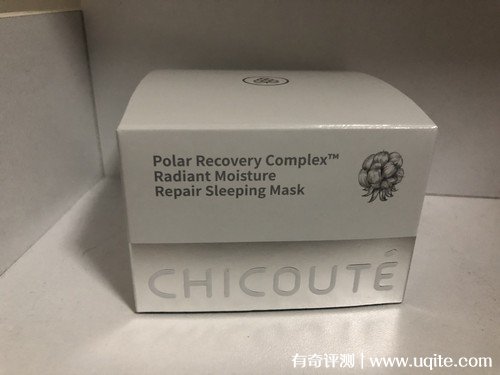 Polar Recovery Complex™
Radiant Moisture
Repair Sleeping Mask
CHICOUTÉ
有奇评测 | www.uqite.com